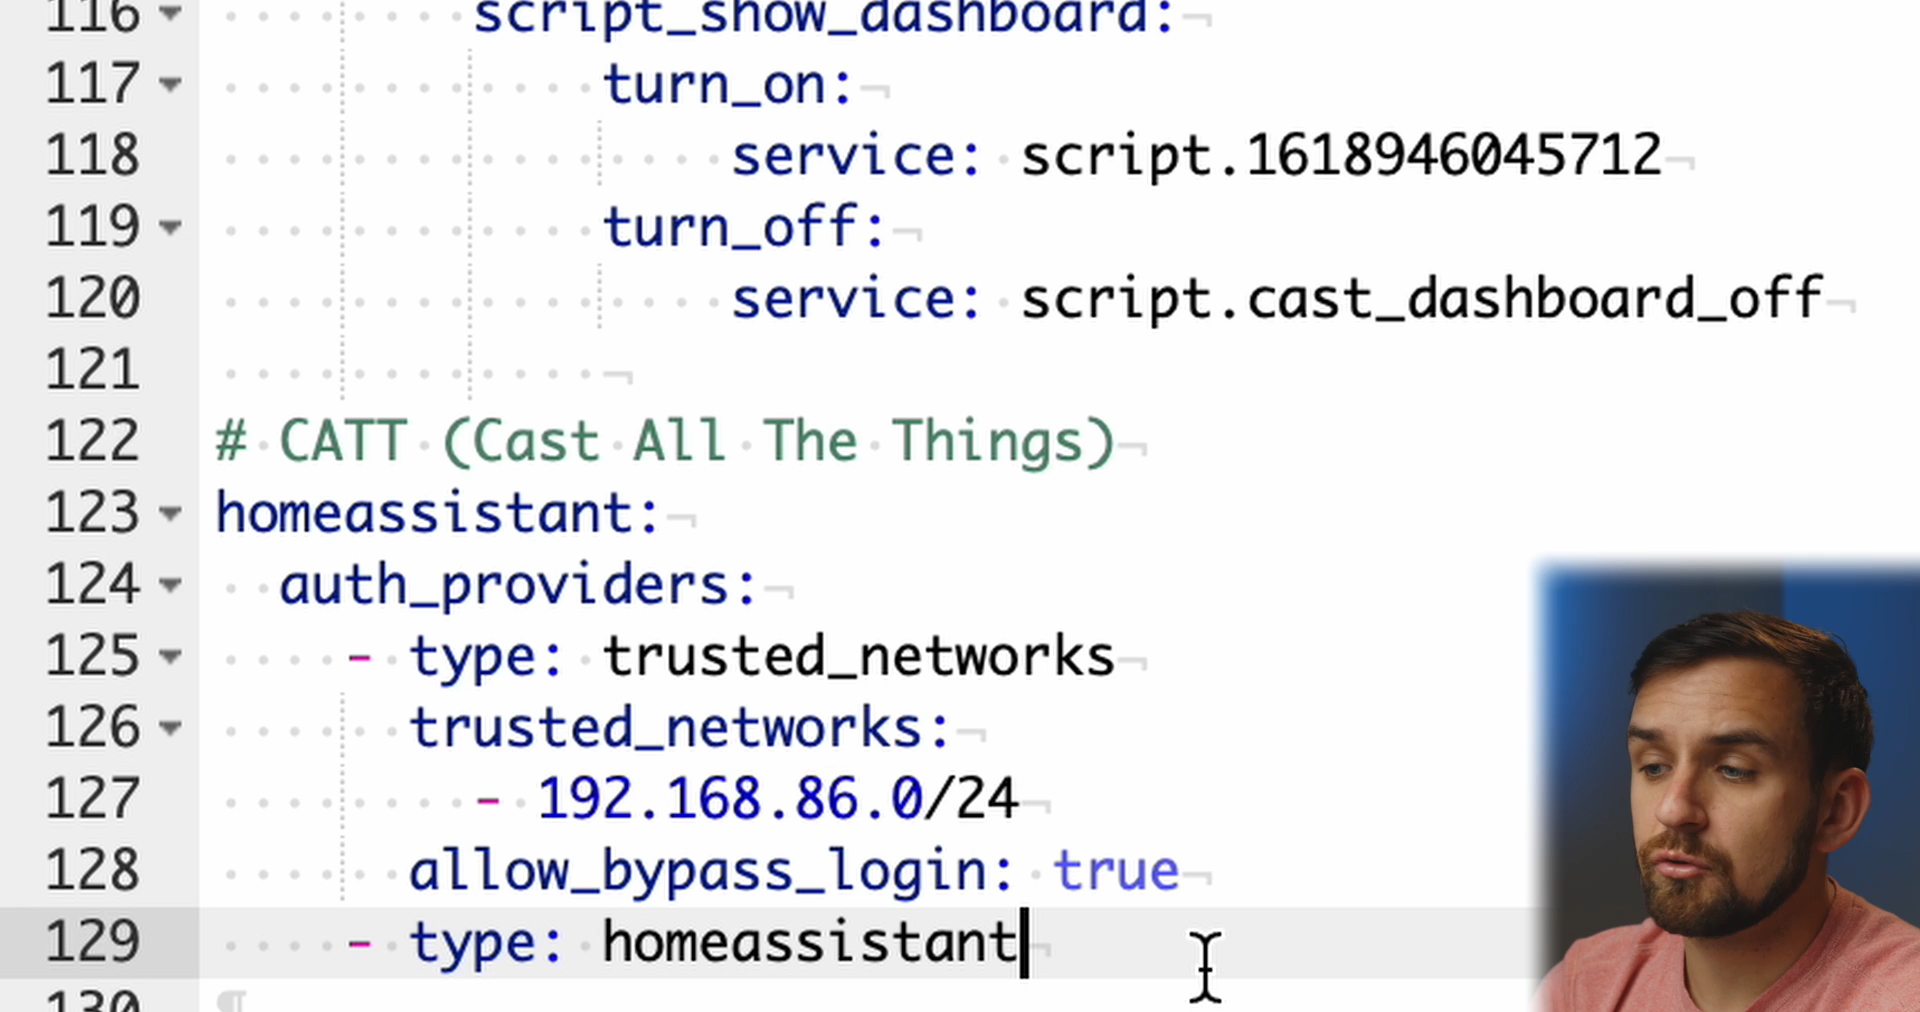 116 script_show_dashboard:
117 turn_on:
118 service: script.1618946045712
119 turn_off:
120 service: script.cast_dashboard_off
121
122 # CATT (Cast All The Things)
123 homeassistant:
124 auth_providers:
125 - type: trusted_networks
126 trusted_networks:
127 - 192.168.86.0/24
128 allow_bypass_login: true
129 - type: homeassistant
130